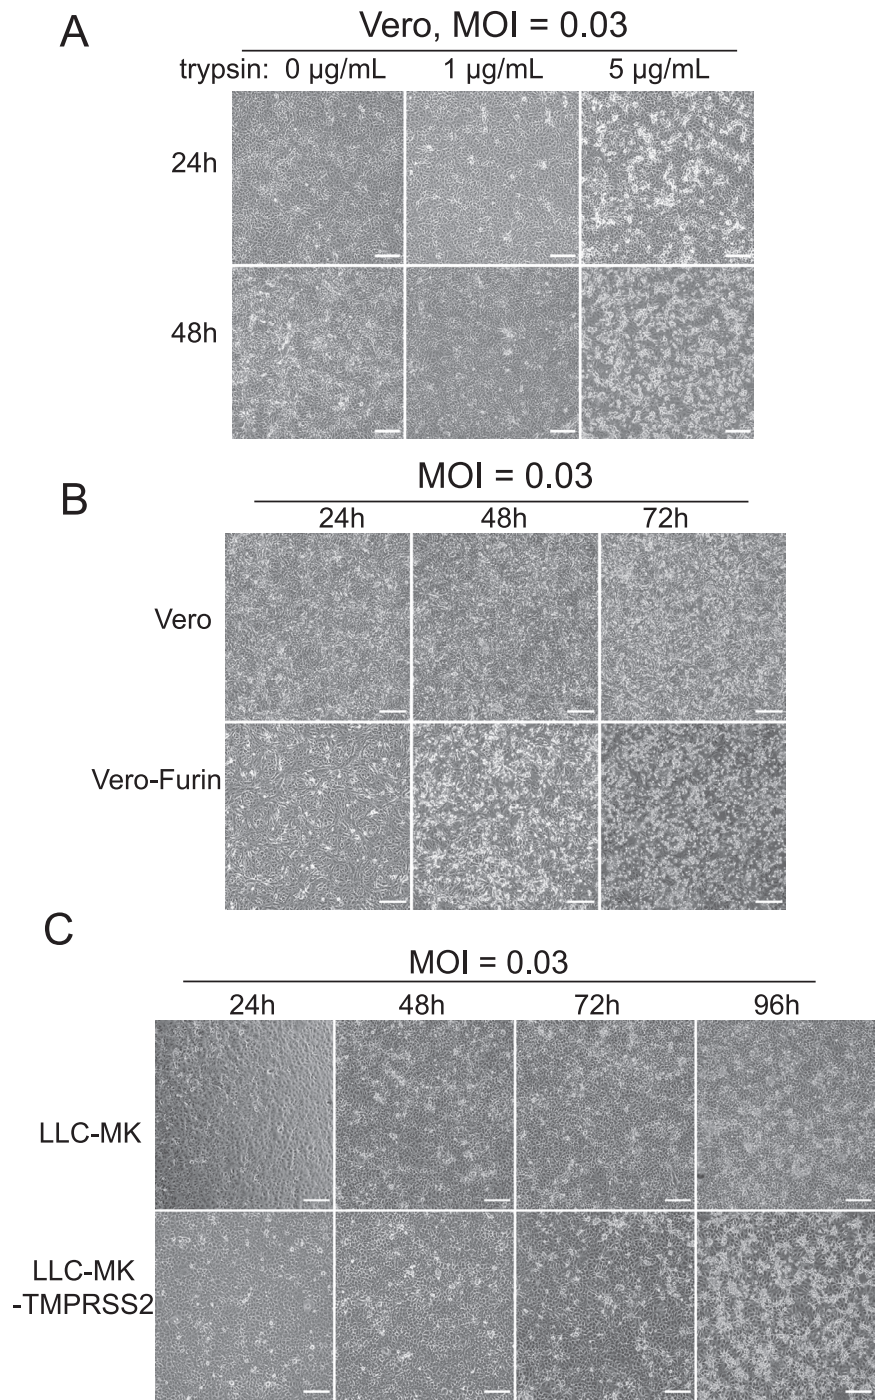 A
Vero, MOI = 0.03
trypsin: 0 μg/mL 1 μg/mL 5 μg/mL
24h
48h
B
MOI = 0.03
24h 48h 72h
Vero
Vero-Furin
C
MOI = 0.03
24h 48h 72h 96h
LLC-MK
LLC-MK
-TMPRSS2